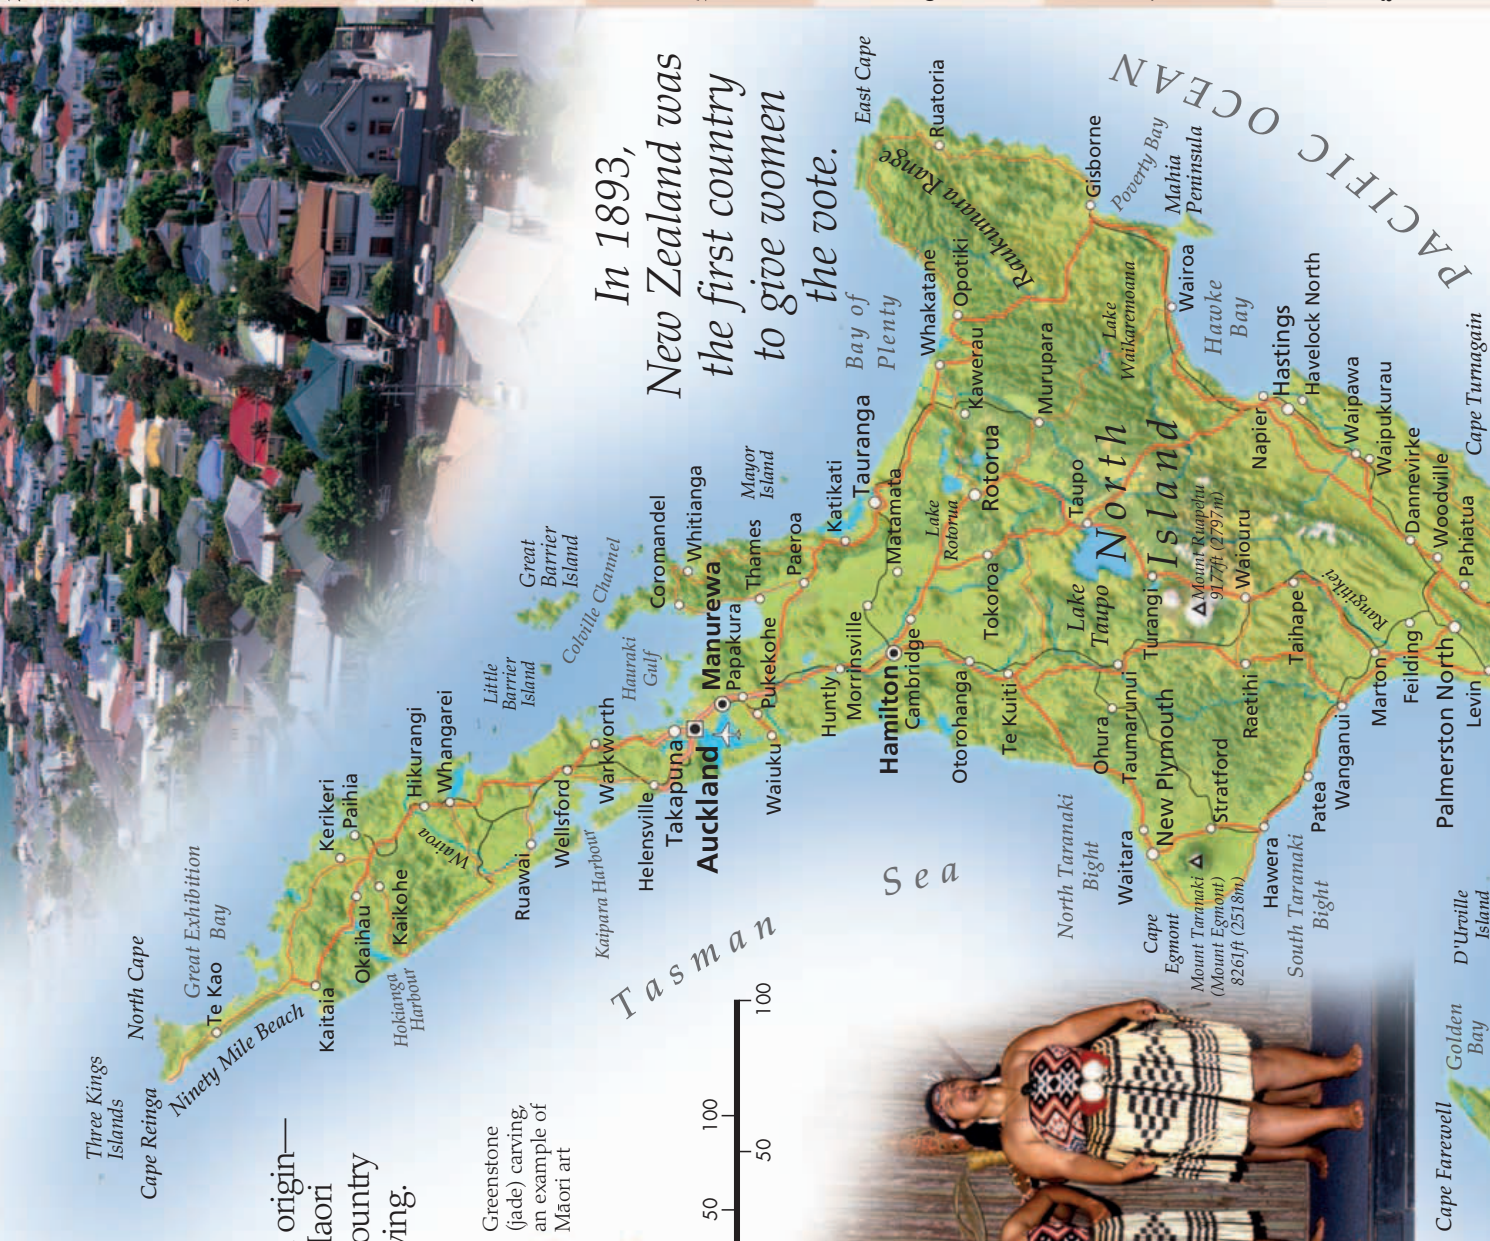 In 1893,
New Zealand was
the first country
to give women
the vote.
PACIFIC OCEAN
Tasman Sea
North
Island
Three Kings
Islands
Cape Reinga
North Cape
Ninety Mile Beach
Te Kao
Great Exhibition
Bay
Kaitaia
Kerikeri
Paihia
Okaihau
Kaikohe
Hokianga
Harbour
Hikurangi
Whangarei
Wairoa
Ruawai
Wellsford
Warkworth
Kaipara Harbour
Helensville
Takapuna
Auckland
Little
Barrier
Island
Great
Barrier
Island
Colville Channel
Hauraki
Gulf
Coromandel
Whitianga
Manurewa
Papakura
Thames
Mayor
Island
Paeroa
Pukekohe
Waiuku
Katikati
Tauranga
Bay of
Plenty
Huntly
Morrinsville
Matamata
Hamilton
Cambridge
Otorohanga
Te Kuiti
Tokoroa
Lake
Rotorua
Rotorua
Kawerau
Whakatane
Opotiki
East Cape
Ruatoria
Raukumara Range
Gisborne
Poverty Bay
Mahia
Peninsula
Murupara
Lake
Waikaremoana
Wairoa
Hawke
Bay
Taupo
Lake
Taupo
Turangi
Mount Ruapehu
9177ft (2797m)
Waiouru
Napier
Hastings
Havelock North
Waipawa
Waipukurau
Dannevirke
Woodville
Pahiatua
Cape Turnagain
North Taranaki
Bight
Ohura
Taumarunui
New Plymouth
Waitara
Cape
Egmont
Mount Taranaki
(Mount Egmont)
8261ft (2518m)
Stratford
Hawera
South Taranaki
Bight
Raetihi
Taihape
Rangitikei
Patea
Wanganui
Marton
Feilding
Palmerston North
Levin
D'Urville
Island
Golden
Bay
Cape Farewell
origin—
ountry
ving.
Greenstone
(jade) carving,
an example of
Māori art
50 100
50 100